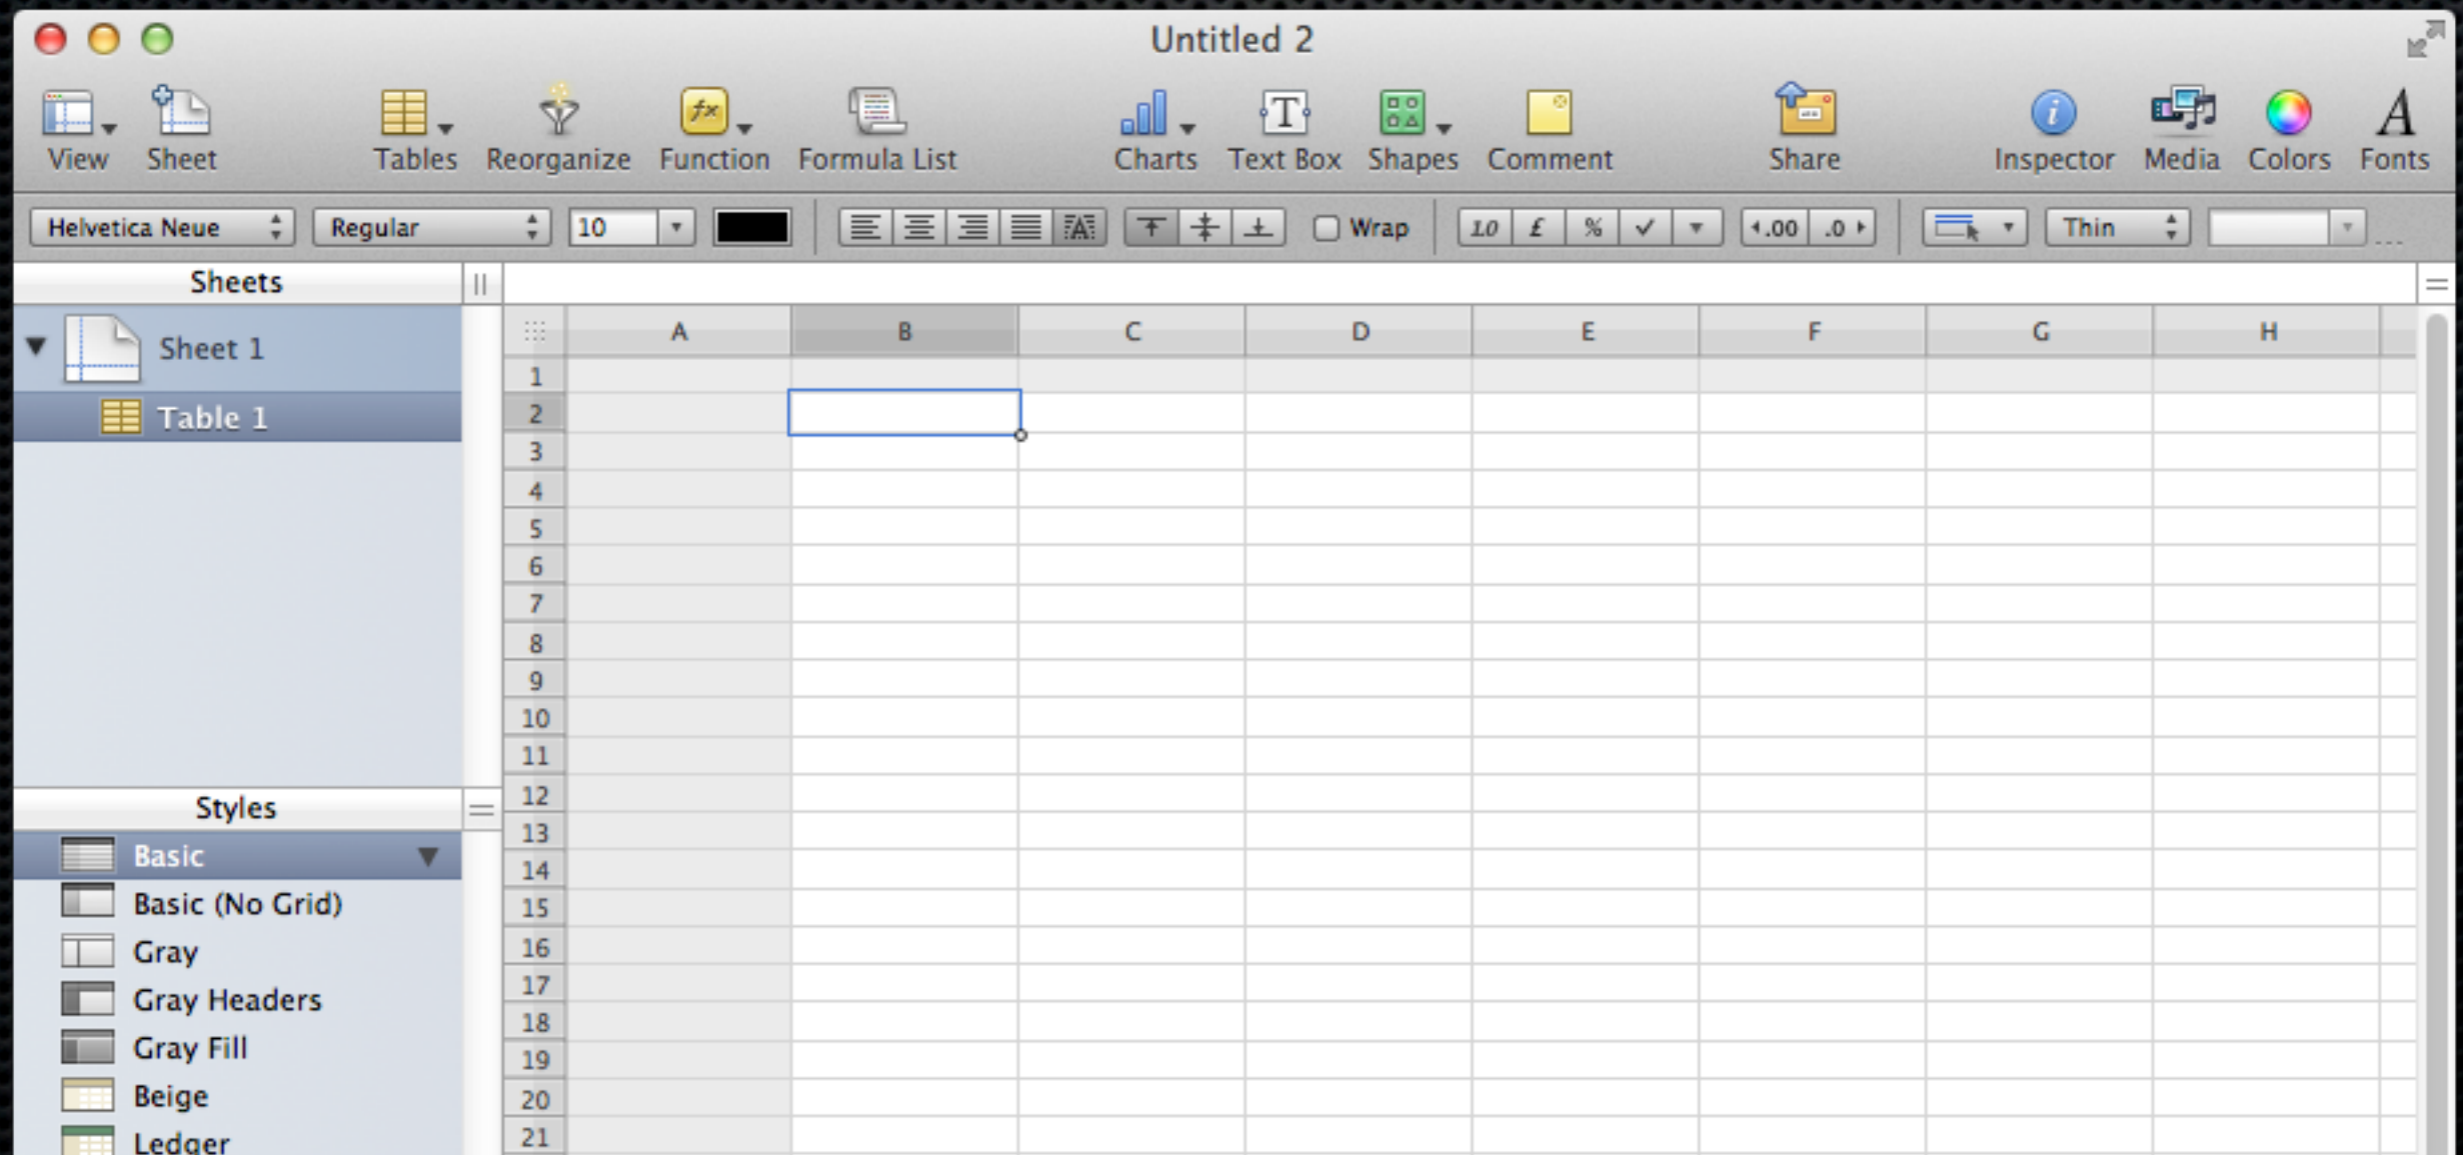 Untitled 2
View Sheet Tables Reorganize Function Formula List Charts Text Box Shapes Comment Share Inspector Media Colors Fonts
Helvetica Neue Regular 10 Wrap 1.0 £ % .00 .0 Thin
Sheets
A B C D E F G H
Sheet 1
Table 1
1
2
3
4
5
6
7
8
9
10
11
12
13
14
15
16
17
18
19
20
21
Styles
Basic
Basic (No Grid)
Gray
Gray Headers
Gray Fill
Beige
Ledger